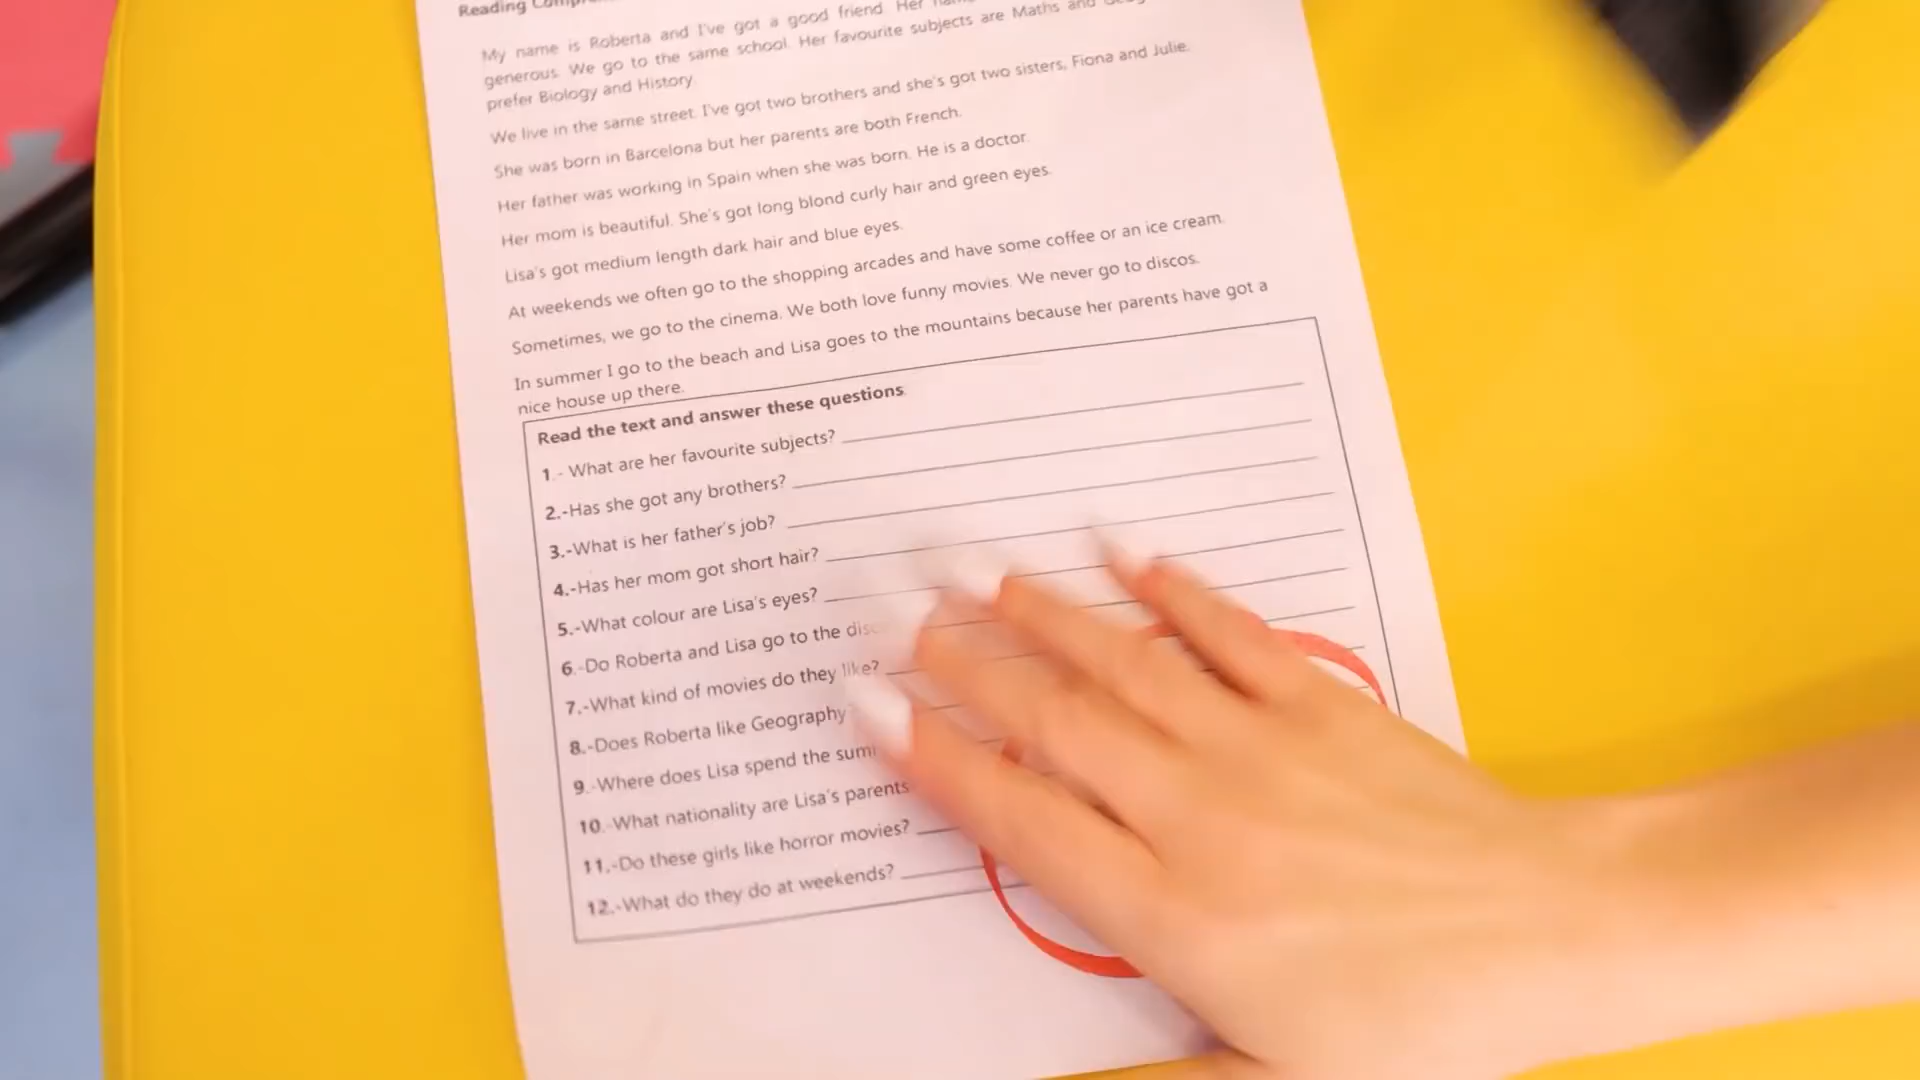 Reading
My name is Roberta and I've got a good friend. Her
generous. We go to the same school. Her favourite subjects are Maths and
prefer Biology and History.
We live in the same street. I've got two brothers and she's got two sisters, Fiona and Julie.
She was born in Barcelona but her parents are both French.
Her father was working in Spain when she was born. He is a doctor.
Her mom is beautiful. She's got long blond curly hair and green eyes.
Lisa's got medium length dark hair and blue eyes.
At weekends we often go to the shopping arcades and have some coffee or an ice cream.
Sometimes, we go to the cinema. We both love funny movies. We never go to discos.
In summer I go to the beach and Lisa goes to the mountains because her parents have got a
nice house up there.
Read the text and answer these questions.
1.- What are her favourite subjects?
2.-Has she got any brothers?
3.-What is her father's job?
4.-Has her mom got short hair?
5.-What colour are Lisa's eyes?
6.-Do Roberta and Lisa go to the
7.-What kind of movies do they like?
8.-Does Roberta like Geography
9.-Where does Lisa spend the
10.-What nationality are Lisa's parents
11.-Do these girls like horror movies?
12.-What do they do at weekends?